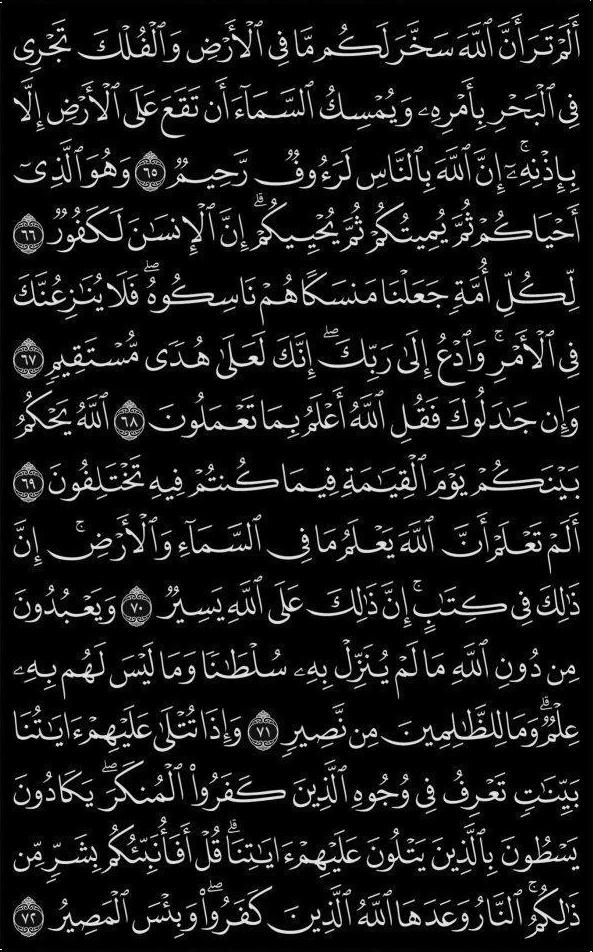 أَلَمْ تَرَ أَنَّ ٱللَّهَ سَخَّرَ لَكُم مَّا فِى ٱلْأَرْضِ وَٱلْفُلْكَ تَجْرِى
فِى ٱلْبَحْرِ بِأَمْرِهِۦ وَيُمْسِكُ ٱلسَّمَآءَ أَن تَقَعَ عَلَى ٱلْأَرْضِ إِلَّا
بِإِذْنِهِۦٓ ۚ إِنَّ ٱللَّهَ بِٱلنَّاسِ لَرَءُوفٌ رَّحِيمٌ ٦٥ وَهُوَ ٱلَّذِىٓ
أَحْيَاكُمْ ثُمَّ يُمِيتُكُمْ ثُمَّ يُحْيِيكُمْ ۗ إِنَّ ٱلْإِنسَـٰنَ لَكَفُورٌ ٦٦
لِّكُلِّ أُمَّةٍ جَعَلْنَا مَنسَكًا هُمْ نَاسِكُوهُ ۖ فَلَا يُنَـٰزِعُنَّكَ
فِى ٱلْأَمْرِ ۚ وَٱدْعُ إِلَىٰ رَبِّكَ ۖ إِنَّكَ لَعَلَىٰ هُدًى مُّسْتَقِيمٍ ٦٧
وَإِن جَـٰدَلُوكَ فَقُلِ ٱللَّهُ أَعْلَمُ بِمَا تَعْمَلُونَ ٦٨ ٱللَّهُ يَحْكُمُ
بَيْنَكُمْ يَوْمَ ٱلْقِيَـٰمَةِ فِيمَا كُنتُمْ فِيهِ تَخْتَلِفُونَ ٦٩
أَلَمْ تَعْلَمْ أَنَّ ٱللَّهَ يَعْلَمُ مَا فِى ٱلسَّمَآءِ وَٱلْأَرْضِ ۗ إِنَّ
ذَٰلِكَ فِى كِتَـٰبٍ ۚ إِنَّ ذَٰلِكَ عَلَى ٱللَّهِ يَسِيرٌ ٧٠ وَيَعْبُدُونَ
مِن دُونِ ٱللَّهِ مَا لَمْ يُنَزِّلْ بِهِۦ سُلْطَـٰنًا وَمَا لَيْسَ لَهُم بِهِۦ
عِلْمٌ ۗ وَمَا لِلظَّـٰلِمِينَ مِن نَّصِيرٍ ٧١ وَإِذَا تُتْلَىٰ عَلَيْهِمْ ءَايَـٰتُنَا
بَيِّنَـٰتٍ تَعْرِفُ فِى وُجُوهِ ٱلَّذِينَ كَفَرُوا۟ ٱلْمُنكَرَ ۖ يَكَادُونَ
يَسْطُونَ بِٱلَّذِينَ يَتْلُونَ عَلَيْهِمْ ءَايَـٰتِنَا ۗ قُلْ أَفَأُنَبِّئُكُم بِشَرٍّ مِّن
ذَٰلِكُمُ ۗ ٱلنَّارُ وَعَدَهَا ٱللَّهُ ٱلَّذِينَ كَفَرُوا۟ ۖ وَبِئْسَ ٱلْمَصِيرُ ٧٢